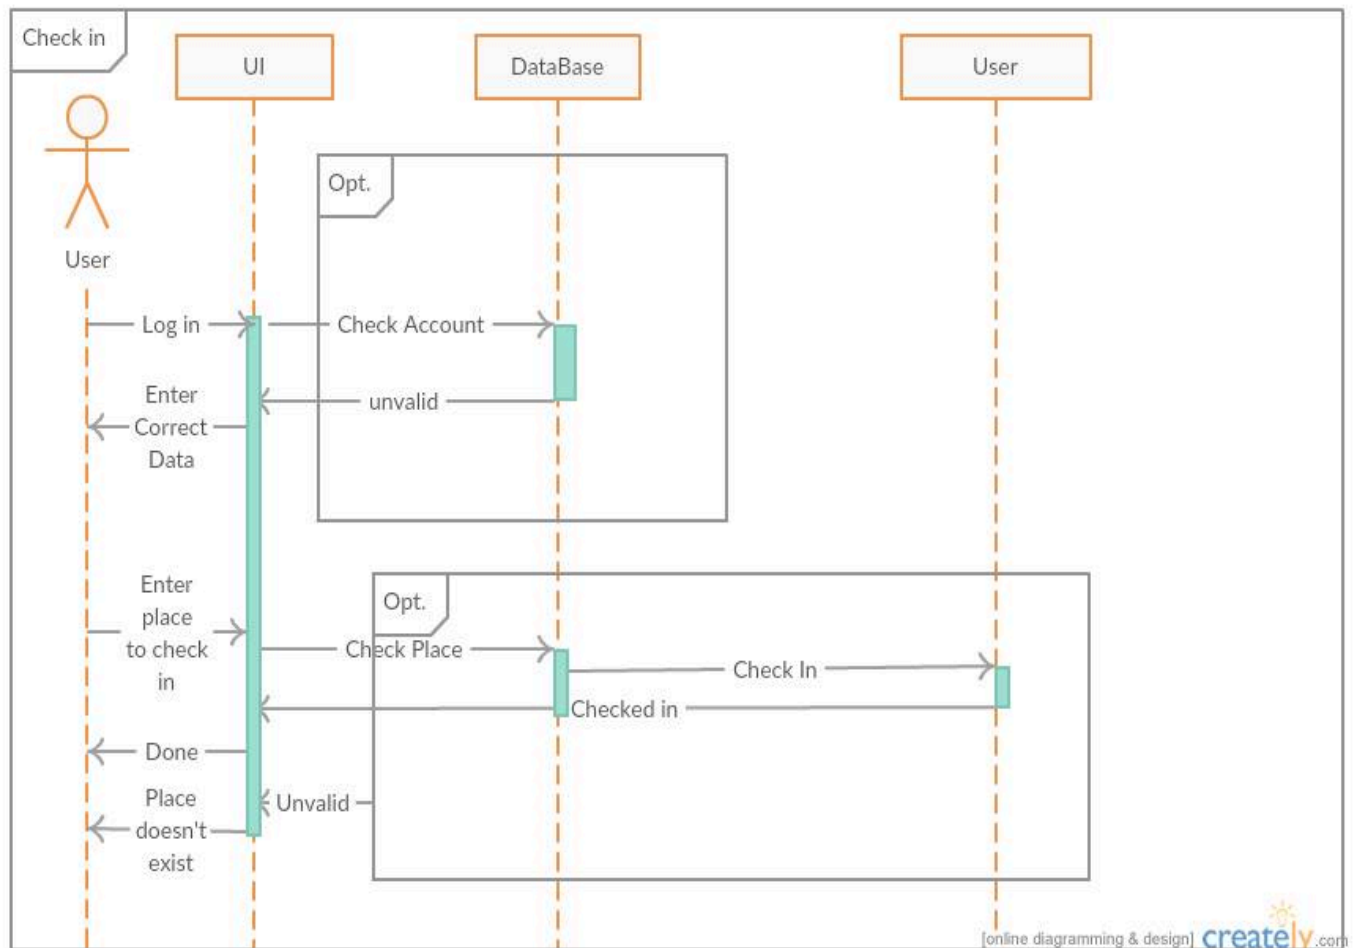 Check in
UI
DataBase
User
Opt.
User
Log in
Check Account
Enter
Correct
Data
unvalid
Enter
place
to check
in
Opt.
Check Place
Check In
Checked in
Done
Place
doesn't
exist
Unvalid
[online diagramming & design] creately.com